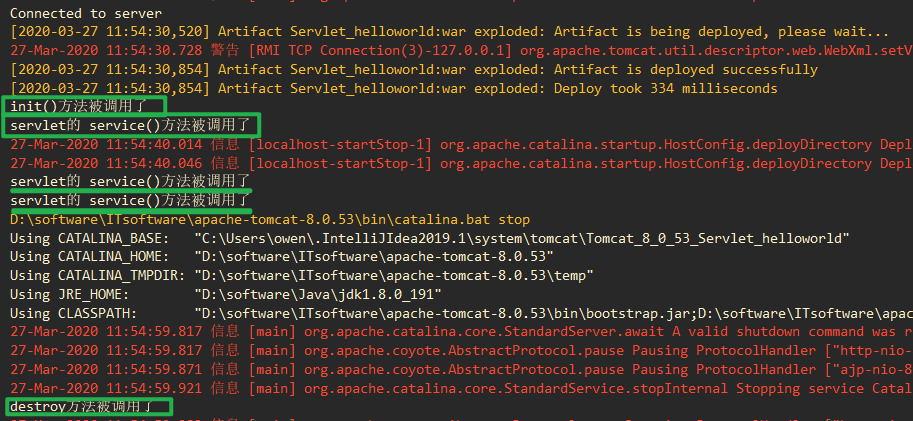 Connected to server
[2020-03-27 11:54:30,520] Artifact Servlet_helloworld:war exploded: Artifact is being deployed, please wait...
27-Mar-2020 11:54:30.728 警告 [RMI TCP Connection(3)-127.0.0.1] org.apache.tomcat.util.descriptor.web.WebXml.setV
[2020-03-27 11:54:30,854] Artifact Servlet_helloworld:war exploded: Artifact is deployed successfully
[2020-03-27 11:54:30,854] Artifact Servlet_helloworld:war exploded: Deploy took 334 milliseconds
init()方法被调用了
servlet的 service()方法被调用了
27-Mar-2020 11:54:40.014 信息 [localhost-startStop-1] org.apache.catalina.startup.HostConfig.deployDirectory Depl
27-Mar-2020 11:54:40.046 信息 [localhost-startStop-1] org.apache.catalina.startup.HostConfig.deployDirectory Depl
servlet的 service()方法被调用了
servlet的 service()方法被调用了
D:\software\ITsoftware\apache-tomcat-8.0.53\bin\catalina.bat stop
Using CATALINA_BASE:   "C:\Users\owen\.IntelliJIdea2019.1\system\tomcat\Tomcat_8_0_53_Servlet_helloworld"
Using CATALINA_HOME:   "D:\software\ITsoftware\apache-tomcat-8.0.53"
Using CATALINA_TMPDIR: "D:\software\ITsoftware\apache-tomcat-8.0.53\temp"
Using JRE_HOME:        "D:\software\Java\jdk1.8.0_191"
Using CLASSPATH:       "D:\software\ITsoftware\apache-tomcat-8.0.53\bin\bootstrap.jar;D:\software\ITsoftware\apac
27-Mar-2020 11:54:59.817 信息 [main] org.apache.catalina.core.StandardServer.await A valid shutdown command was r
27-Mar-2020 11:54:59.817 信息 [main] org.apache.coyote.AbstractProtocol.pause Pausing ProtocolHandler ["http-nio-
27-Mar-2020 11:54:59.871 信息 [main] org.apache.coyote.AbstractProtocol.pause Pausing ProtocolHandler ["ajp-nio-8
27-Mar-2020 11:54:59.921 信息 [main] org.apache.catalina.core.StandardService.stopInternal Stopping service Catal
destroy方法被调用了